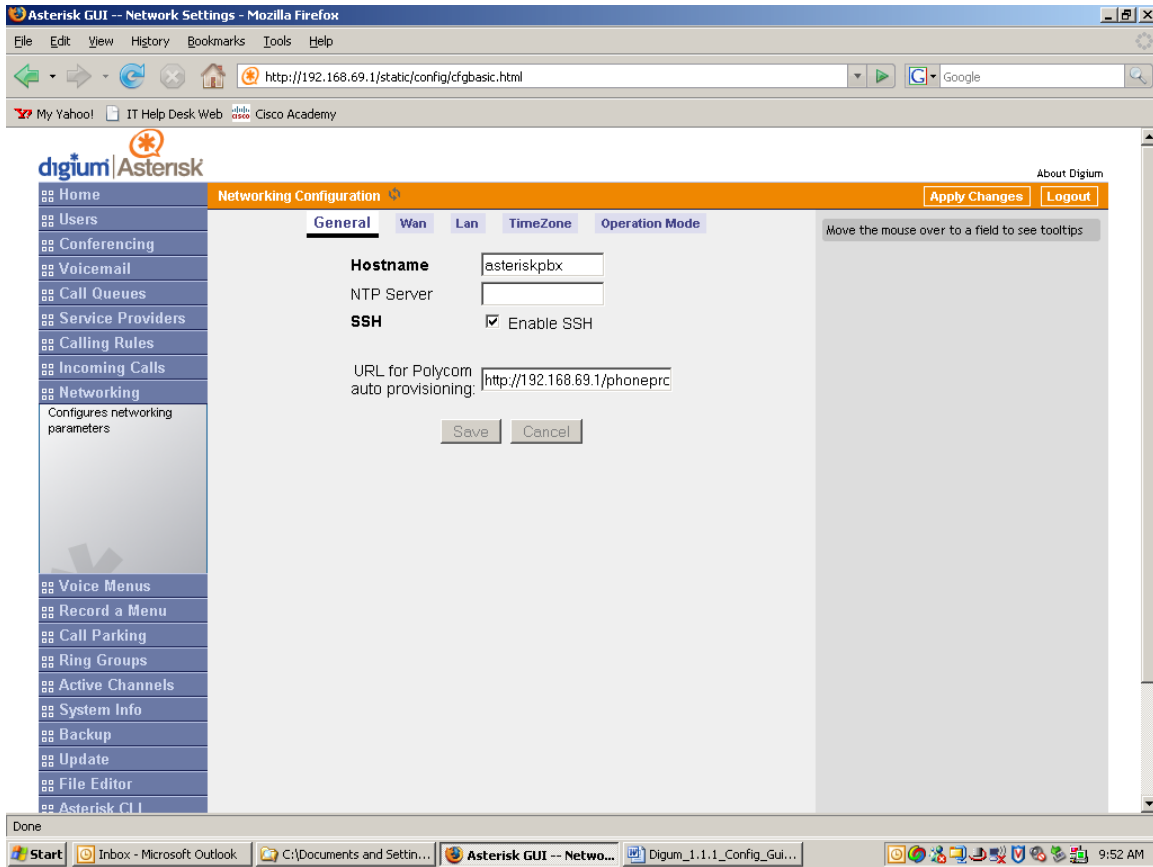 Asterisk GUI -- Network Settings - Mozilla Firefox
File Edit View History Bookmarks Tools Help
http://192.168.69.1/static/config/cfgbasic.html
G Google
My Yahoo! IT Help Desk Web Cisco Academy
digium Asterisk
About Digium
Home
Networking Configuration
Apply Changes Logout
Users
General Wan Lan TimeZone Operation Mode
Move the mouse over to a field to see tooltips
Conferencing
Voicemail
Call Queues
Service Providers
Calling Rules
Incoming Calls
Networking
Configures networking
parameters
Hostname asteriskpbx
NTP Server
SSH Enable SSH
URL for Polycom
auto provisioning: http://192.168.69.1/phoneprc
Save Cancel
Voice Menus
Record a Menu
Call Parking
Ring Groups
Active Channels
System Info
Backup
Update
File Editor
Asterisk CLI
Done
Start Inbox - Microsoft Outlook C:\Documents and Settin... Asterisk GUI -- Netwo... Digum_1.1.1_Config_Gui... 9:52 AM